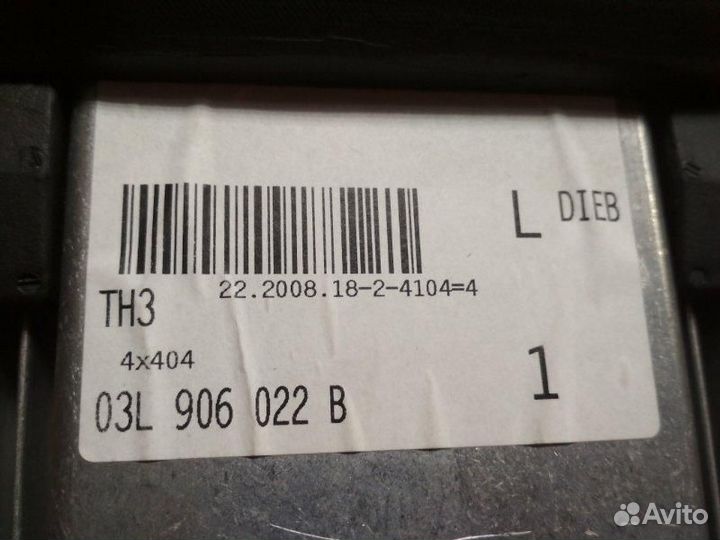 L DIEB
22.2008.18-2-4104=4
TH3
4x404
03L 906 022 B
1
Avito